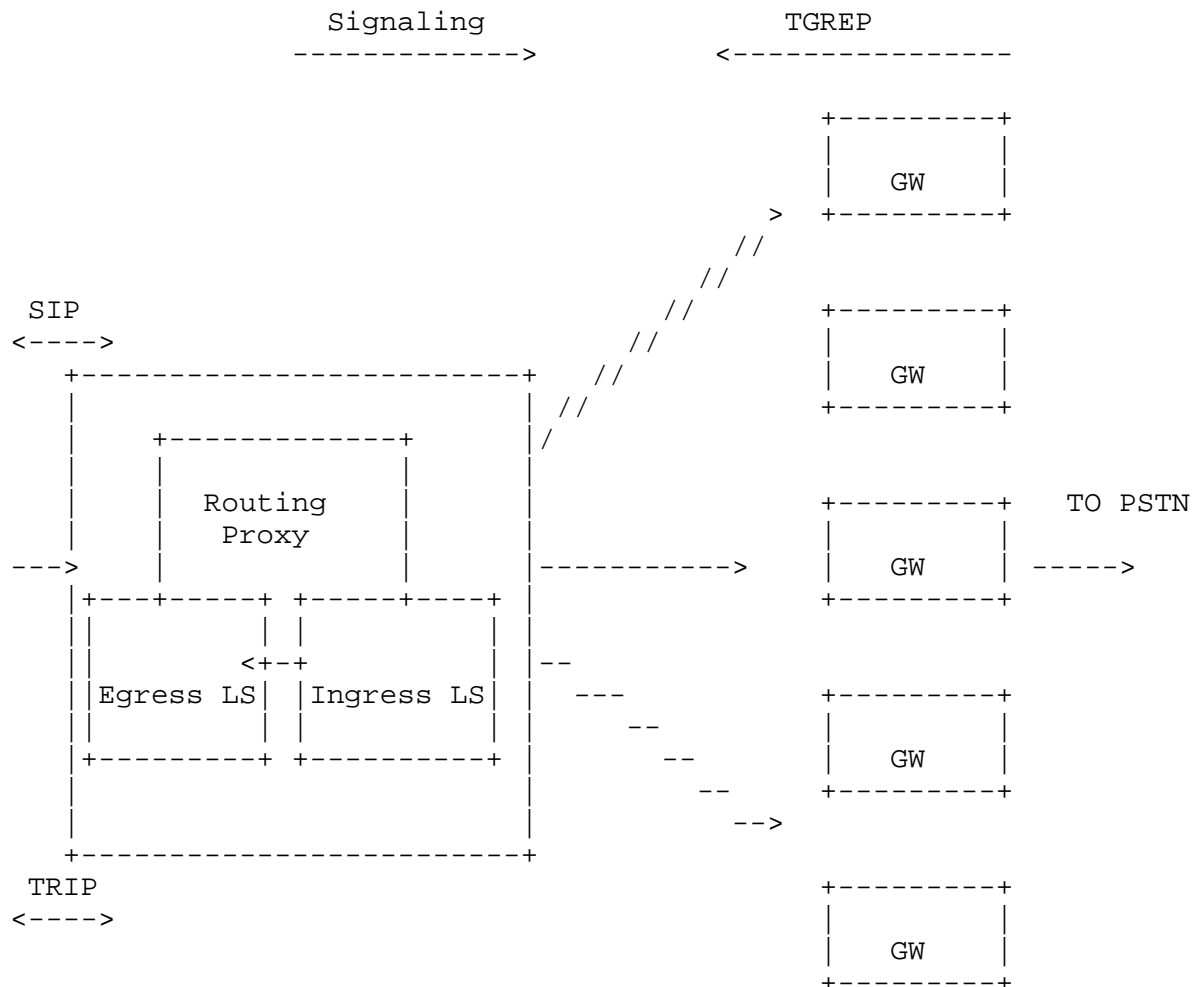 Signaling TGREP
GW
SIP
GW
Routing TO PSTN
Proxy
GW
Egress LS Ingress LS
GW
TRIP
GW